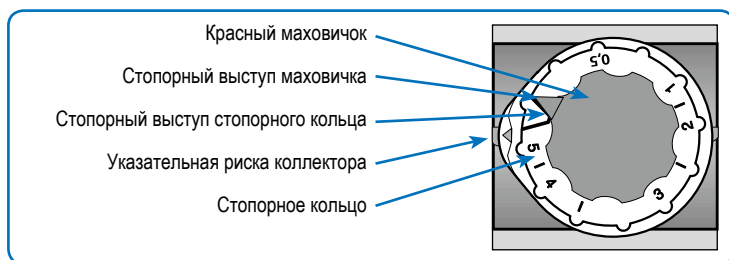 Красный маховичок
Стопорный выступ маховичка
Стопорный выступ стопорного кольца
Указательная риска коллектора
Стопорное кольцо
0,5
1
2
3
4
5